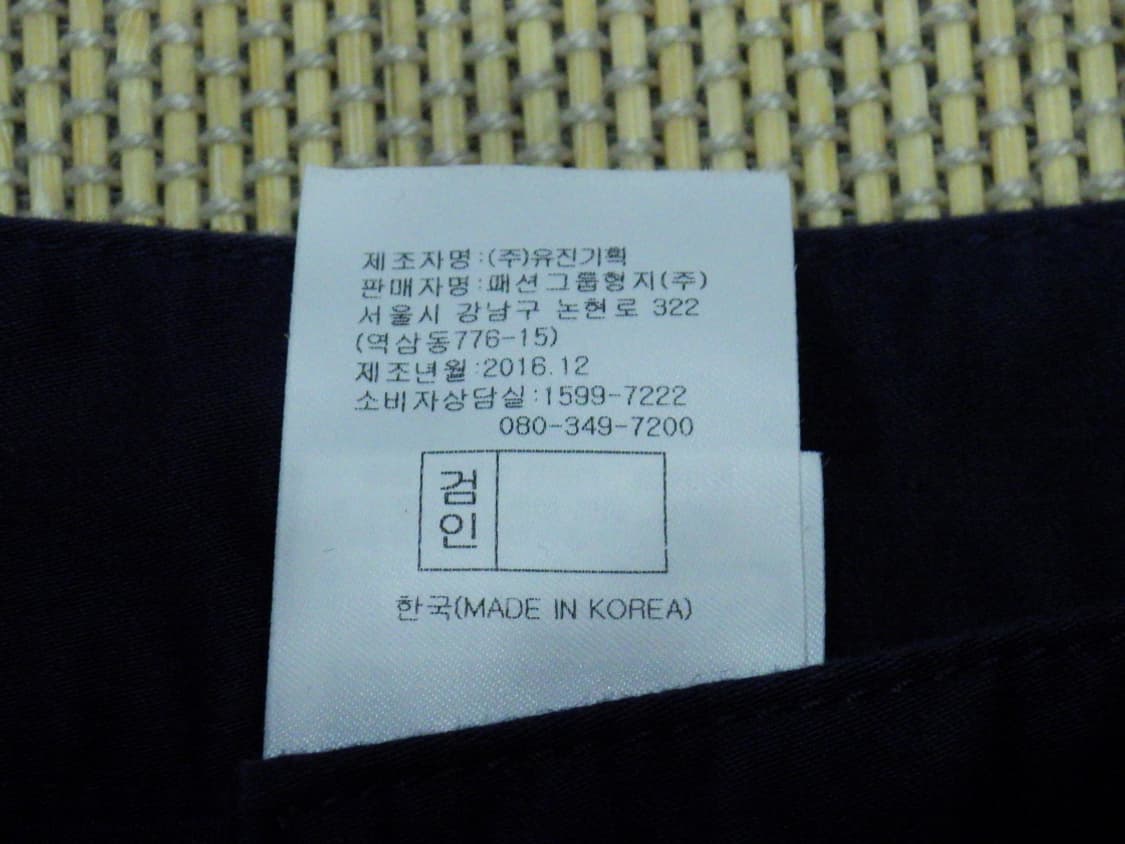 제조자명:(주)유진기획
판매자명:패션그룹형지(주)
서울시 강남구 논현로 322
(역삼동776-15)
제조년월:2016.12
소비자상담실:1599-7222
080-349-7200
검
인
한국(MADE IN KOREA)